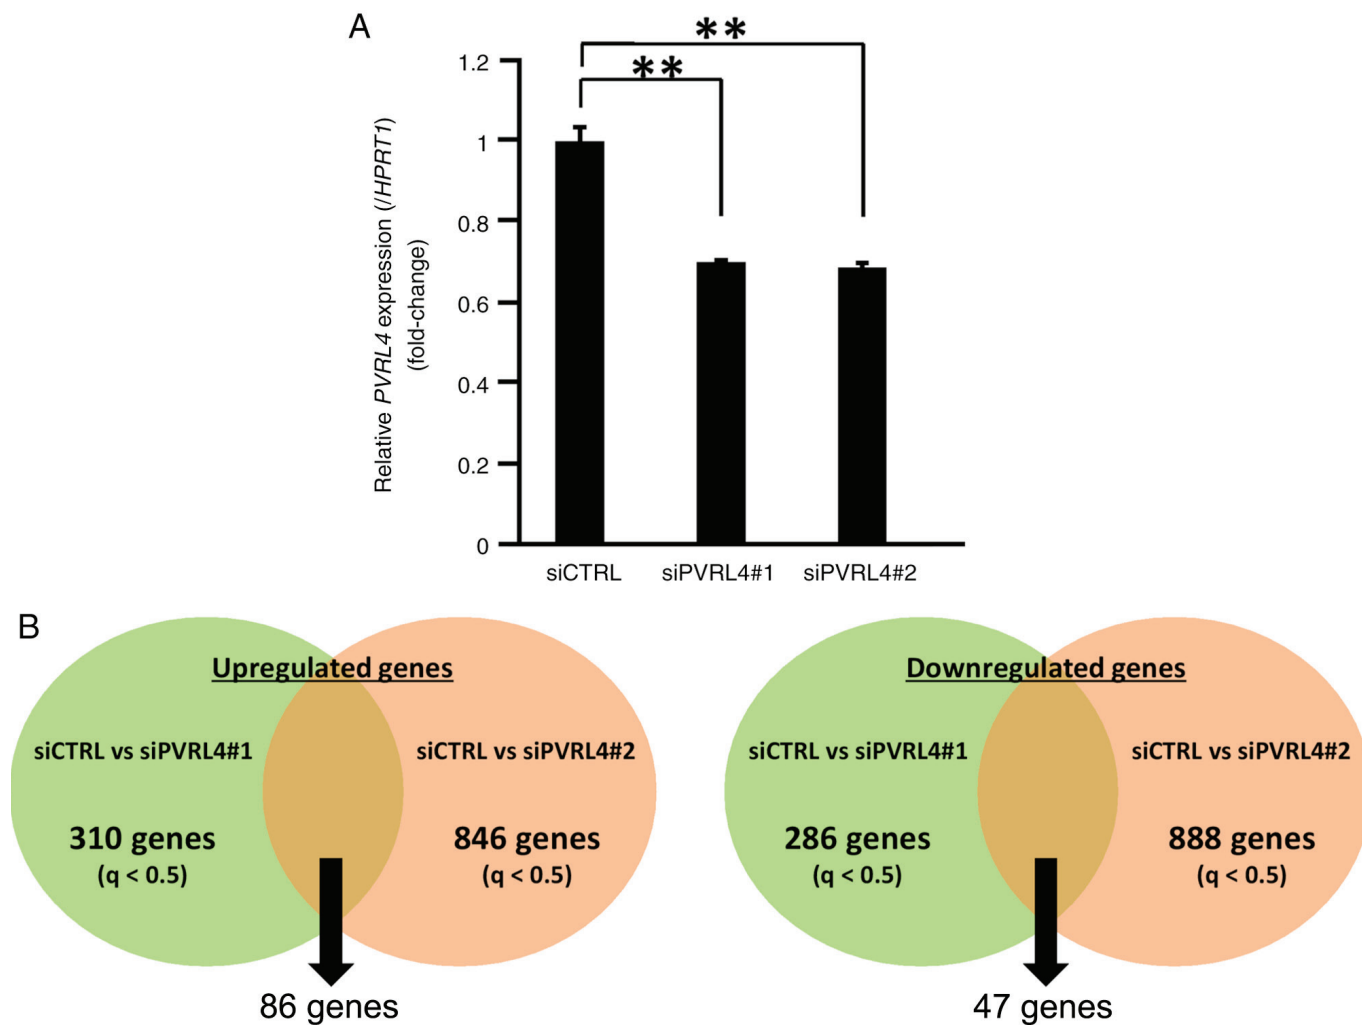 A
**
**
1.2
1
0.8
0.6
0.4
0.2
0
Relative PVRL4 expression (/HPRT1)
(fold-change)
siCTRL siPVRL4#1 siPVRL4#2
B
Upregulated genes
siCTRL vs siPVRL4#1
siCTRL vs siPVRL4#2
310 genes
(q < 0.5)
846 genes
(q < 0.5)
86 genes
Downregulated genes
siCTRL vs siPVRL4#1
siCTRL vs siPVRL4#2
286 genes
(q < 0.5)
888 genes
(q < 0.5)
47 genes